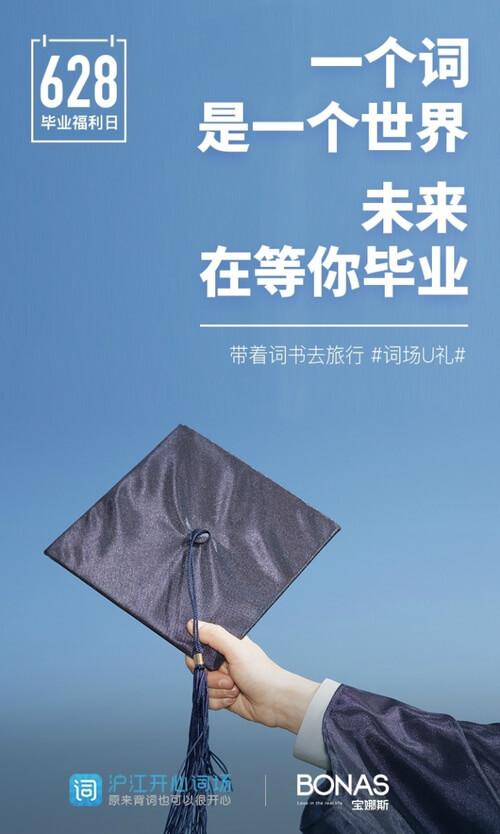 628
毕业福利日
一个词
是一个世界
未来
在等你毕业
带着词书去旅行 #词场U礼#
词 沪江开心词场
原来背词也可以很开心
BONAS
Love in the real life
宝娜斯